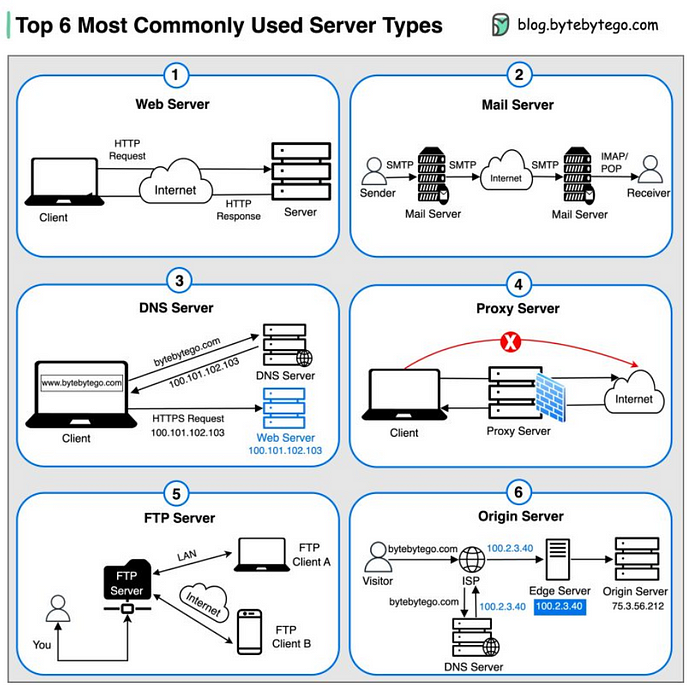 Top 6 Most Commonly Used Server Types
blog.bytebytego.com
1
Web Server
HTTP
Request
Internet
HTTP
Response
Client
Server
2
Mail Server
SMTP
SMTP
Internet
SMTP
IMAP/
POP
Sender
Mail Server
Mail Server
Receiver
3
DNS Server
bytebytego.com
100.101.102.103
www.bytebytego.com
DNS Server
HTTPS Request
100.101.102.103
Client
Web Server
100.101.102.103
4
Proxy Server
X
Internet
Client
Proxy Server
5
FTP Server
LAN
FTP
Client A
FTP
Server
Internet
You
FTP
Client B
6
Origin Server
bytebytego.com
100.2.3.40
Visitor
ISP
Edge Server
100.2.3.40
Origin Server
75.3.56.212
bytebytego.com
100.2.3.40
DNS Server